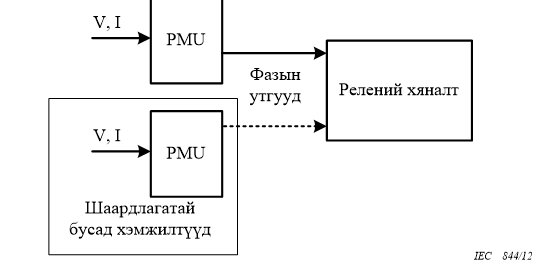 V, I
PMU
Фазын
утгууд
Релений хяналт
V, I
PMU
Шаардлагатай
бусад хэмжилтүүд
IEC 844/12